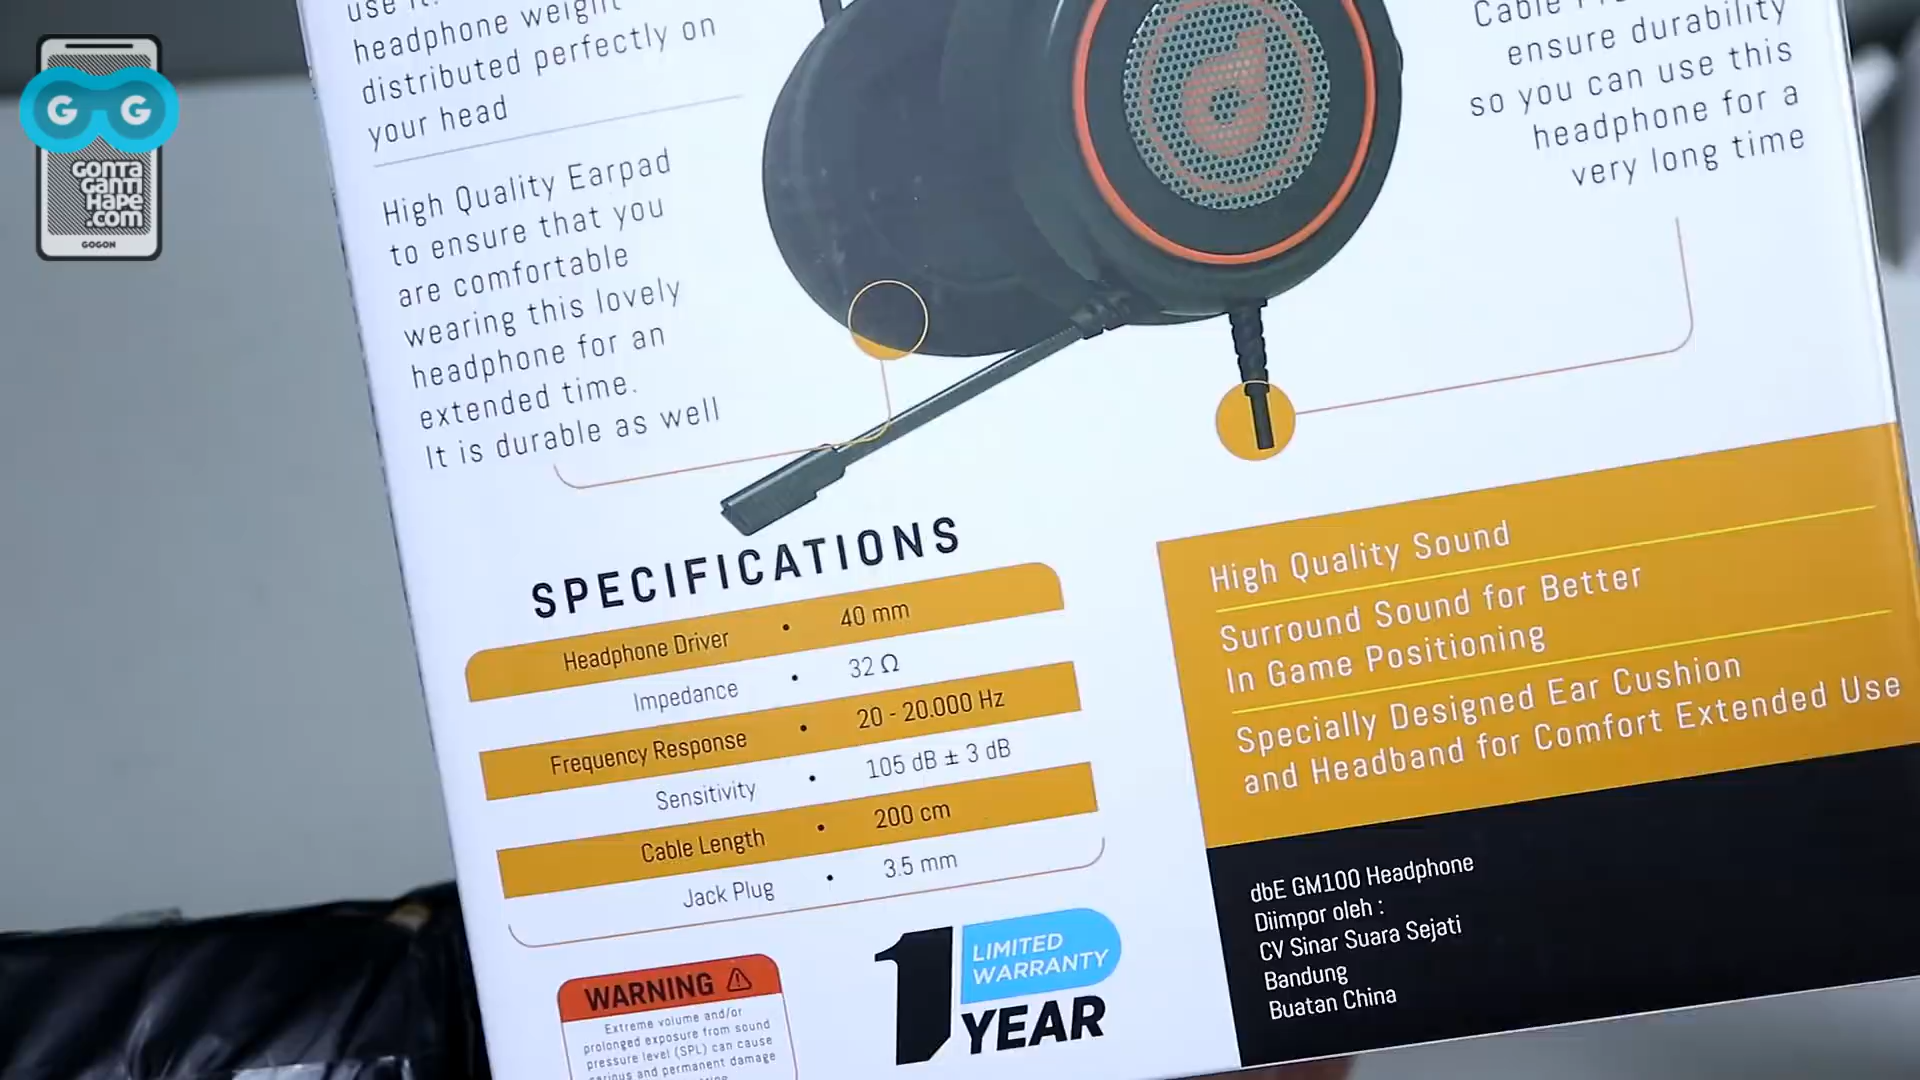 G G
GONTA
GANTI
HAPE
.COM
GOGON
headphone weight
distributed perfectly on
your head
High Quality Earpad
to ensure that you
are comfortable
wearing this lovely
headphone for an
extended time.
It is durable as well
ensure durability
so you can use this
headphone for a
very long time
SPECIFICATIONS
Headphone Driver • 40 mm
Impedance • 32 Ω
Frequency Response • 20 - 20.000 Hz
Sensitivity • 105 dB ± 3 dB
Cable Length • 200 cm
Jack Plug • 3.5 mm
WARNING
Extreme volume and/or
prolonged exposure from sound
pressure level (SPL) can cause
serious and permanent damage
1 LIMITED
WARRANTY
YEAR
High Quality Sound
Surround Sound for Better
In Game Positioning
Specially Designed Ear Cushion
and Headband for Comfort Extended Use
dbE GM100 Headphone
Diimpor oleh :
CV Sinar Suara Sejati
Bandung
Buatan China